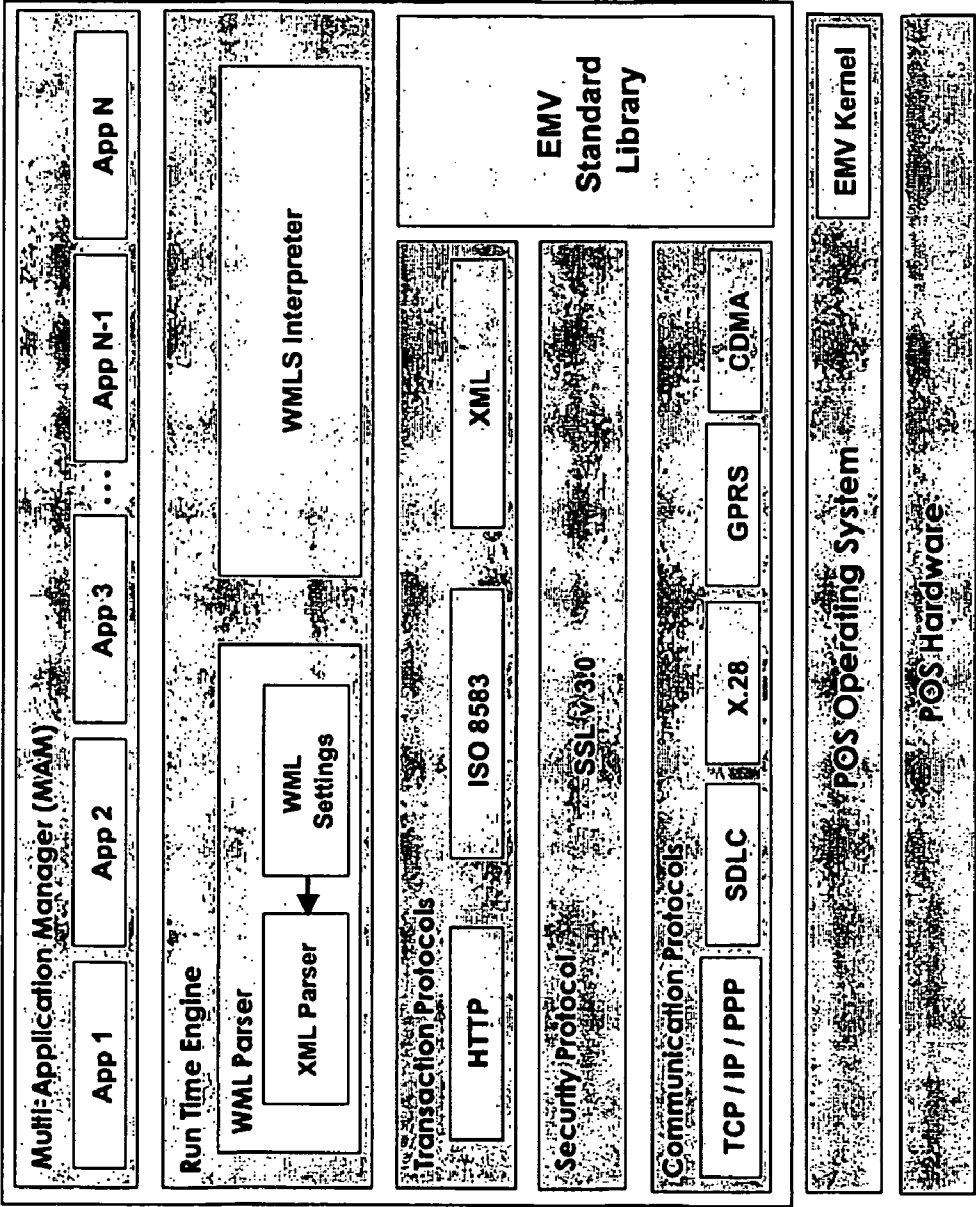 Multi-Application Manager (MAM)
App 1
App 2
App 3
...
App N-1
App N
Run Time Engine
WML Parser
XML Parser
WML
Settings
WMLS Interpreter
Transaction Protocols
HTTP
ISO 8583
XML
Security Protocol
SSL v 3.0
Communication Protocols
TCP / IP / PPP
SDLC
X.28
GPRS
CDMA
EMV
Standard
Library
POS Operating System
EMV Kernel
POS Hardware